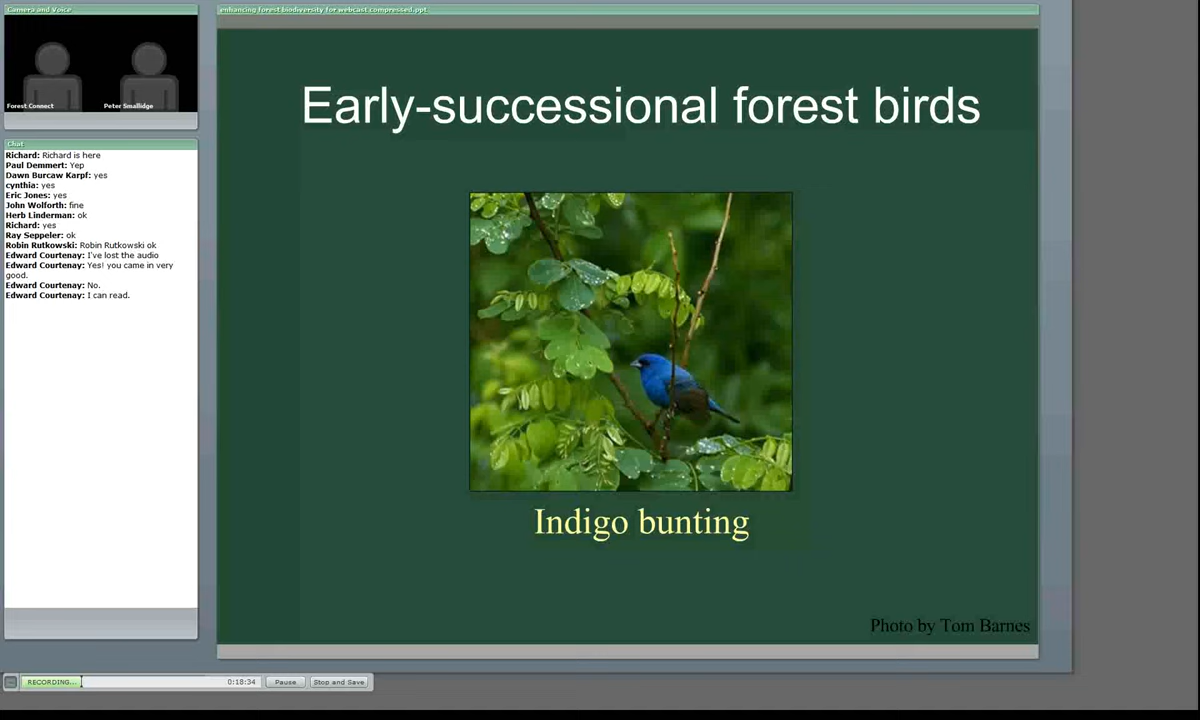 Camera and Voice
Forest Connect
Peter Smallidge
Chat
Richard: Richard is here
Paul Demmert: Yep
Dawn Burcaw Karpf: yes
cynthia: yes
Eric Jones: yes
John Wolforth: fine
Herb Linderman: ok
Richard: yes
Ray Seppeler: ok
Robin Rutkowski: Robin Rutkowski ok
Edward Courtenay: I've lost the audio
Edward Courtenay: Yes! you came in very
good.
Edward Courtenay: No.
Edward Courtenay: I can read.
enhancing forest biodiversity for webcast compressed.ppt
Early-successional forest birds
Indigo bunting
Photo by Tom Barnes
RECORDING...
0:18:34
Pause
Stop and Save